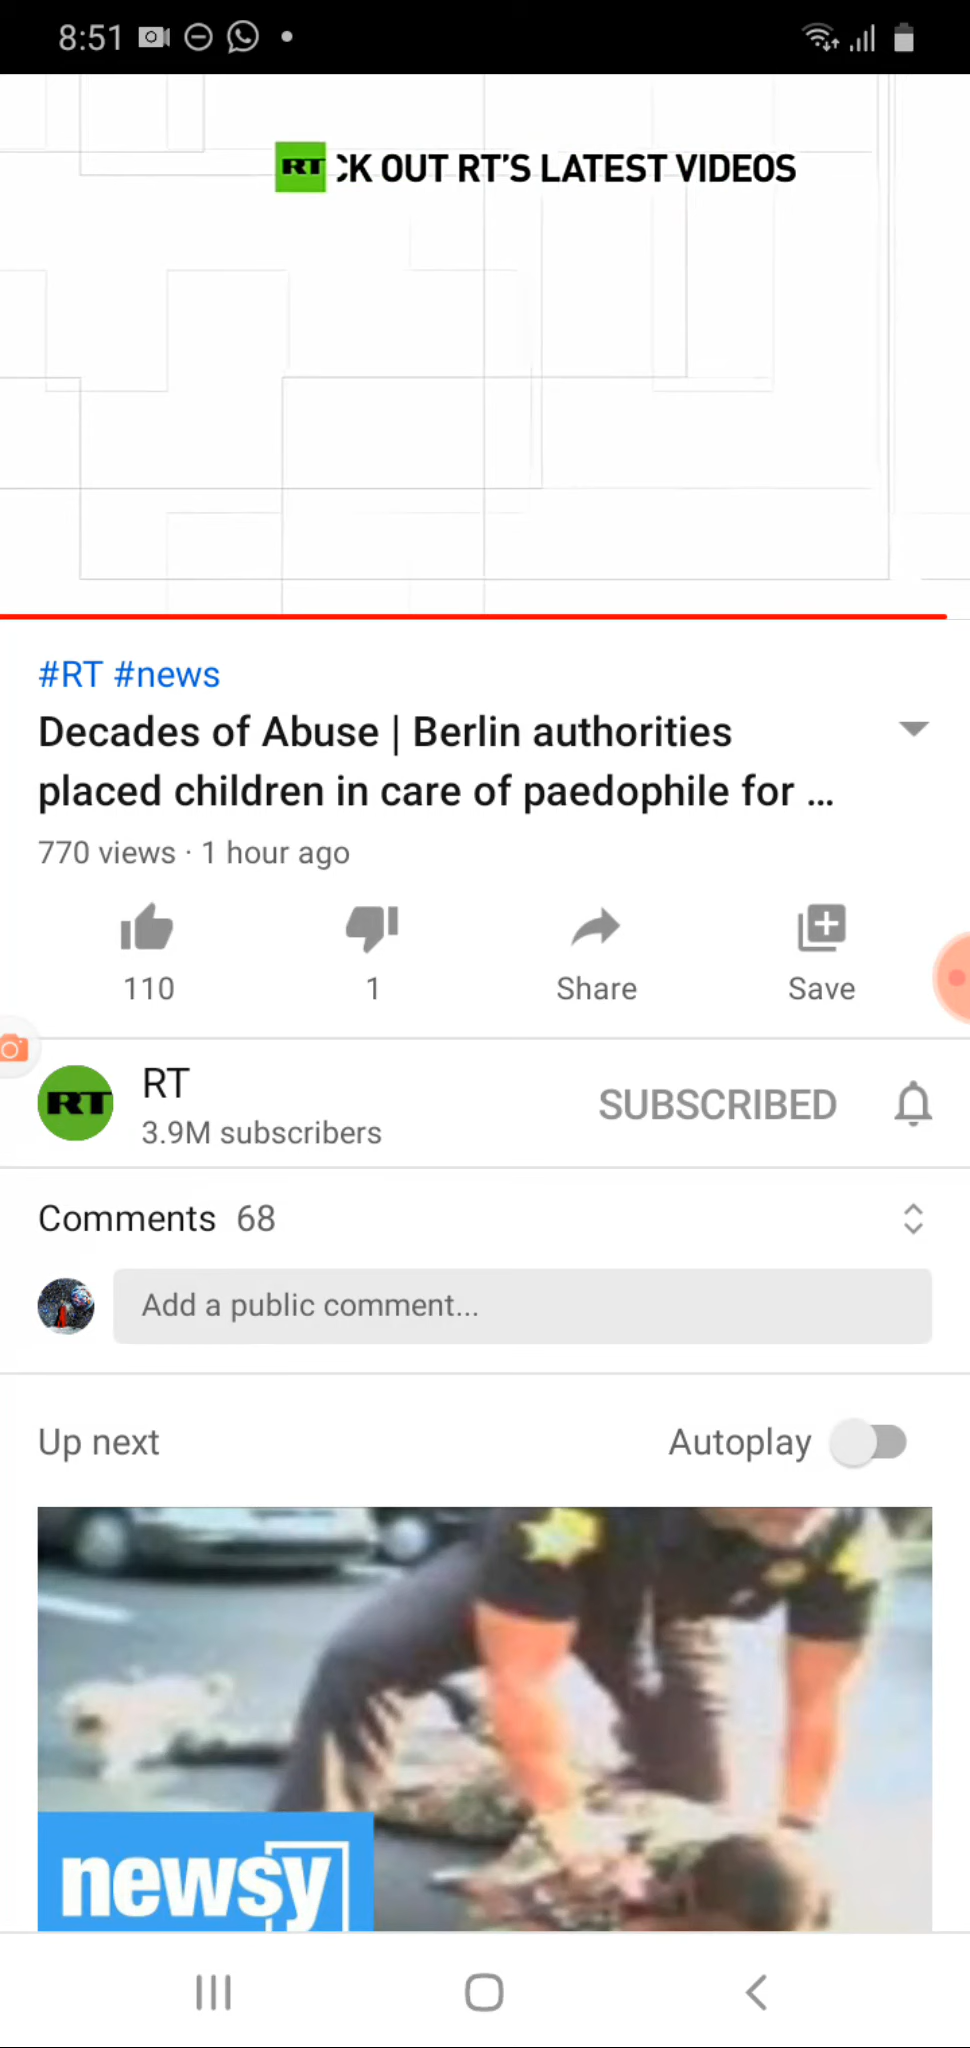 8:51
RT CK OUT RT'S LATEST VIDEOS
#RT #news
Decades of Abuse | Berlin authorities
placed children in care of paedophile for ...
770 views · 1 hour ago
110
1
Share
Save
RT
RT
3.9M subscribers
SUBSCRIBED
Comments 68
Add a public comment...
Up next
Autoplay
newsy